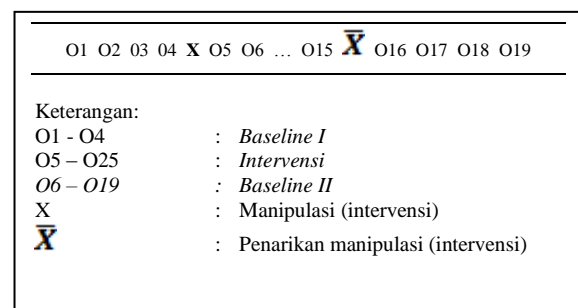 O1 O2 03 04 X O5 O6 … O15 X̅ O16 O17 O18 O19
Keterangan:
O1 - O4 : Baseline I
O5 – O25 : Intervensi
O6 – O19 : Baseline II
X : Manipulasi (intervensi)
X̅ : Penarikan manipulasi (intervensi)